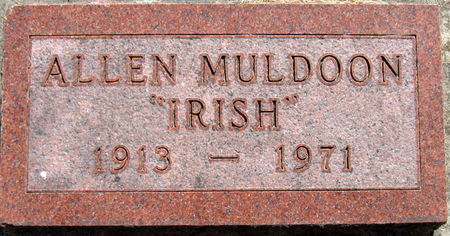 ALLEN MULDOON
"IRISH"
1913 — 1971